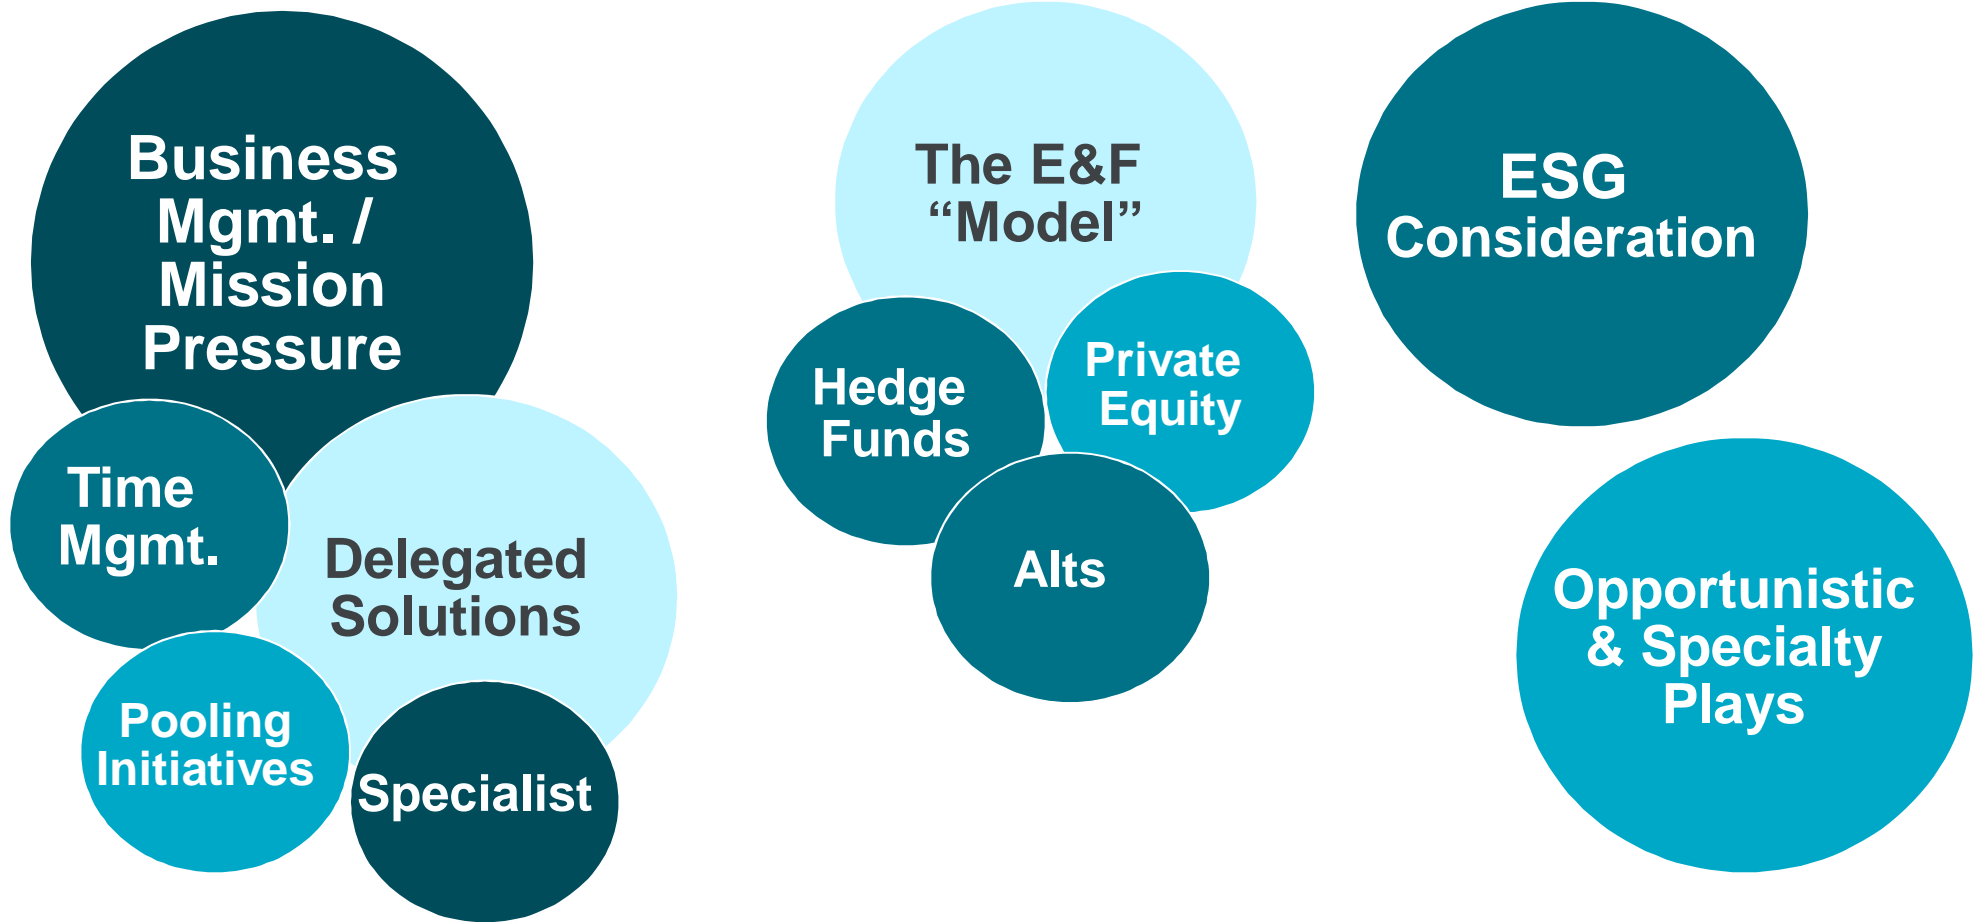 Business
Mgmt. /
Mission
Pressure
Time
Mgmt.
Delegated
Solutions
Pooling
Initiatives
Specialist
The E&F
“Model”
Hedge
Funds
Private
Equity
Alts
ESG
Consideration
Opportunistic
& Specialty
Plays